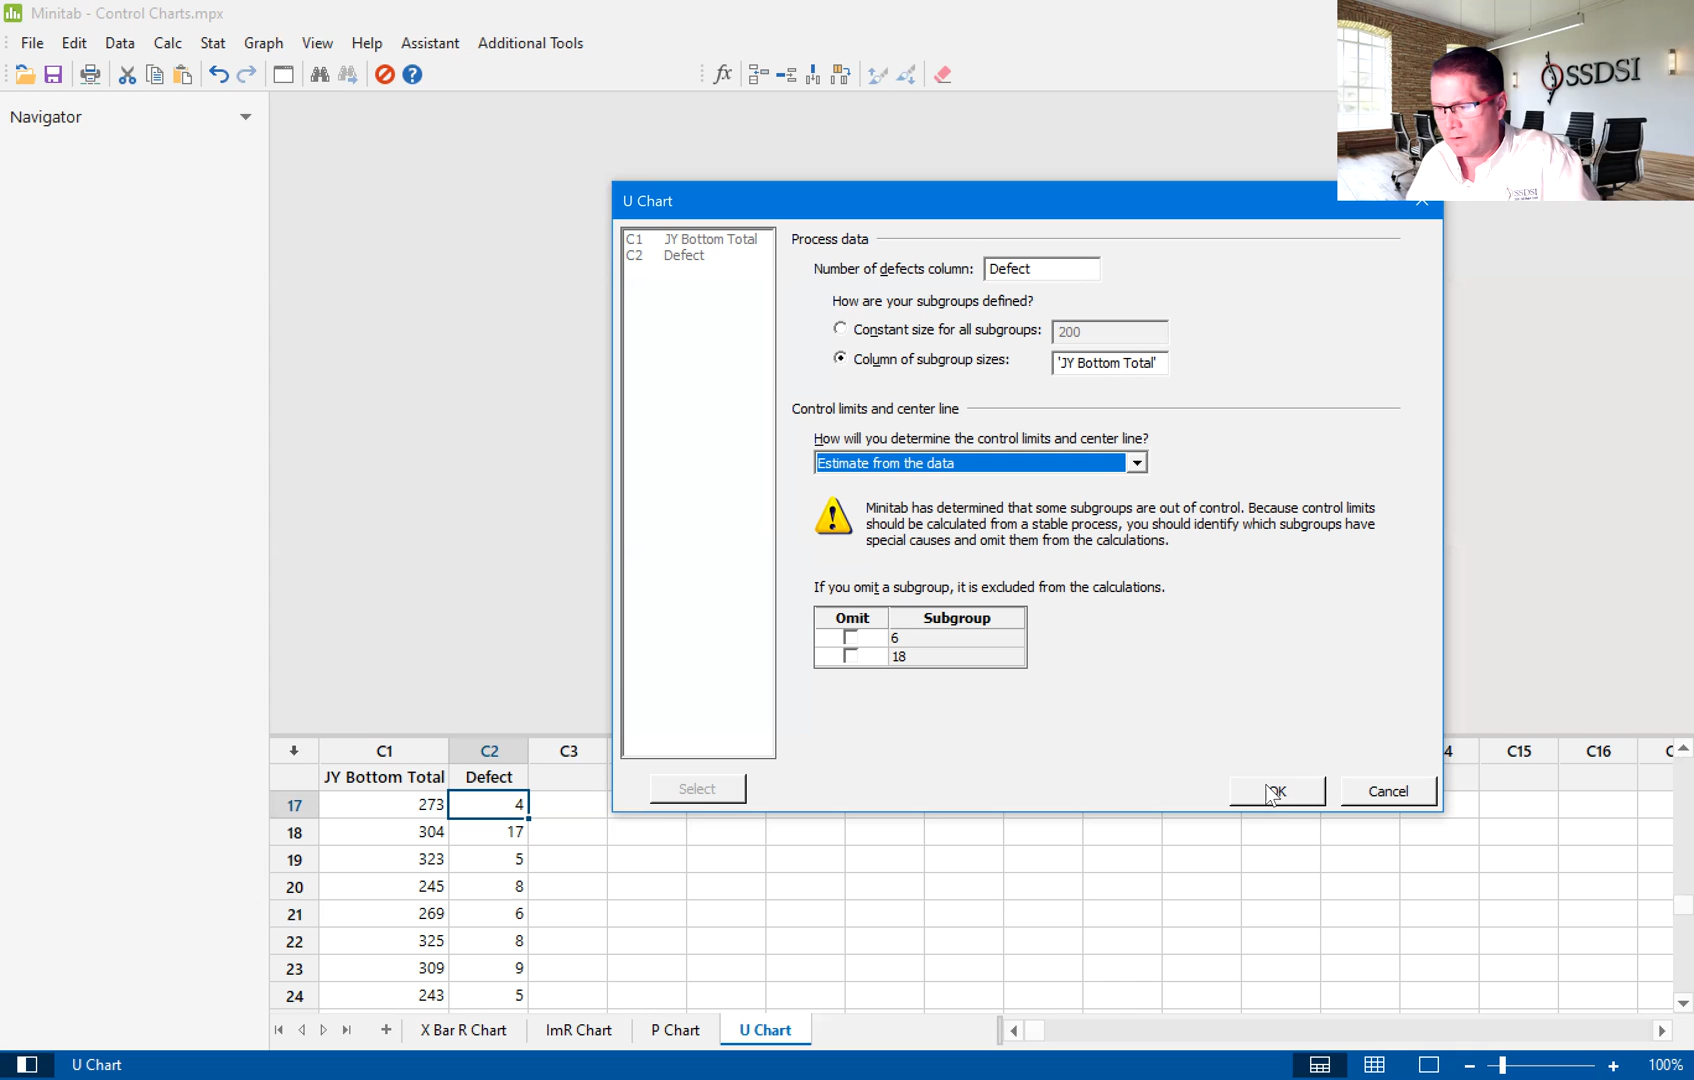 Minitab - Control Charts.mpx
File Edit Data Calc Stat Graph View Help Assistant Additional Tools
fx
Navigator
SSDSI
SSDSI
U Chart
C1 JY Bottom Total
C2 Defect
Process data
Number of defects column: Defect
How are your subgroups defined?
Constant size for all subgroups: 200
Column of subgroup sizes: 'JY Bottom Total'
Control limits and center line
How will you determine the control limits and center line?
Estimate from the data
Minitab has determined that some subgroups are out of control. Because control limits
should be calculated from a stable process, you should identify which subgroups have
special causes and omit them from the calculations.
If you omit a subgroup, it is excluded from the calculations.
Omit Subgroup
6
18
Select OK Cancel
C1 C2 C3 4 C15 C16 C
JY Bottom Total Defect
17 273 4
18 304 17
19 323 5
20 245 8
21 269 6
22 325 8
23 309 9
24 243 5
+ X Bar R Chart ImR Chart P Chart U Chart
U Chart 100%